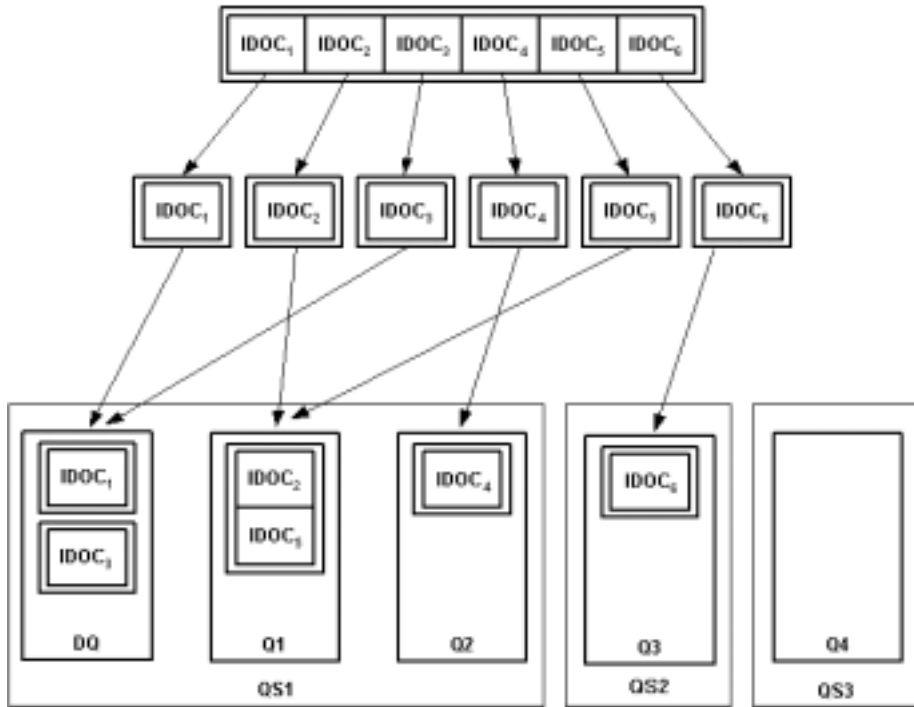 IDOC₁ IDOC₂ IDOC₃ IDOC₄ IDOC₅ IDOC₆
IDOC₁ IDOC₂ IDOC₃ IDOC₄ IDOC₅ IDOC₆
IDOC₁ IDOC₂ IDOC₄ IDOC₆
IDOC₃ IDOC₅
DQ Q1 Q2 Q3 Q4
QS1 QS2 QS3